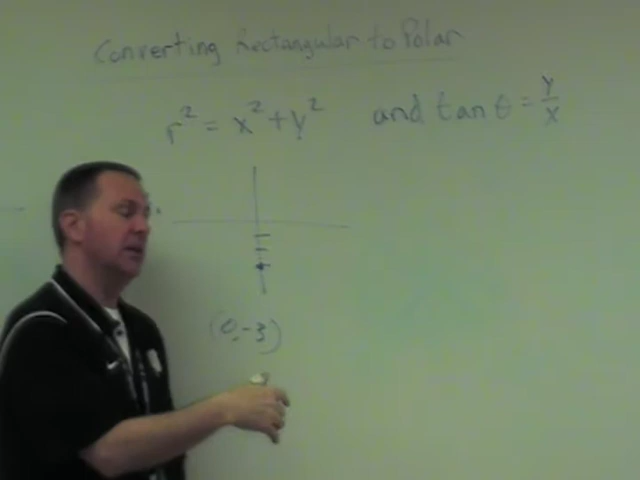 Converting Rectangular to Polar
r² = x² + y² and tan θ = y/x
(0, -3)